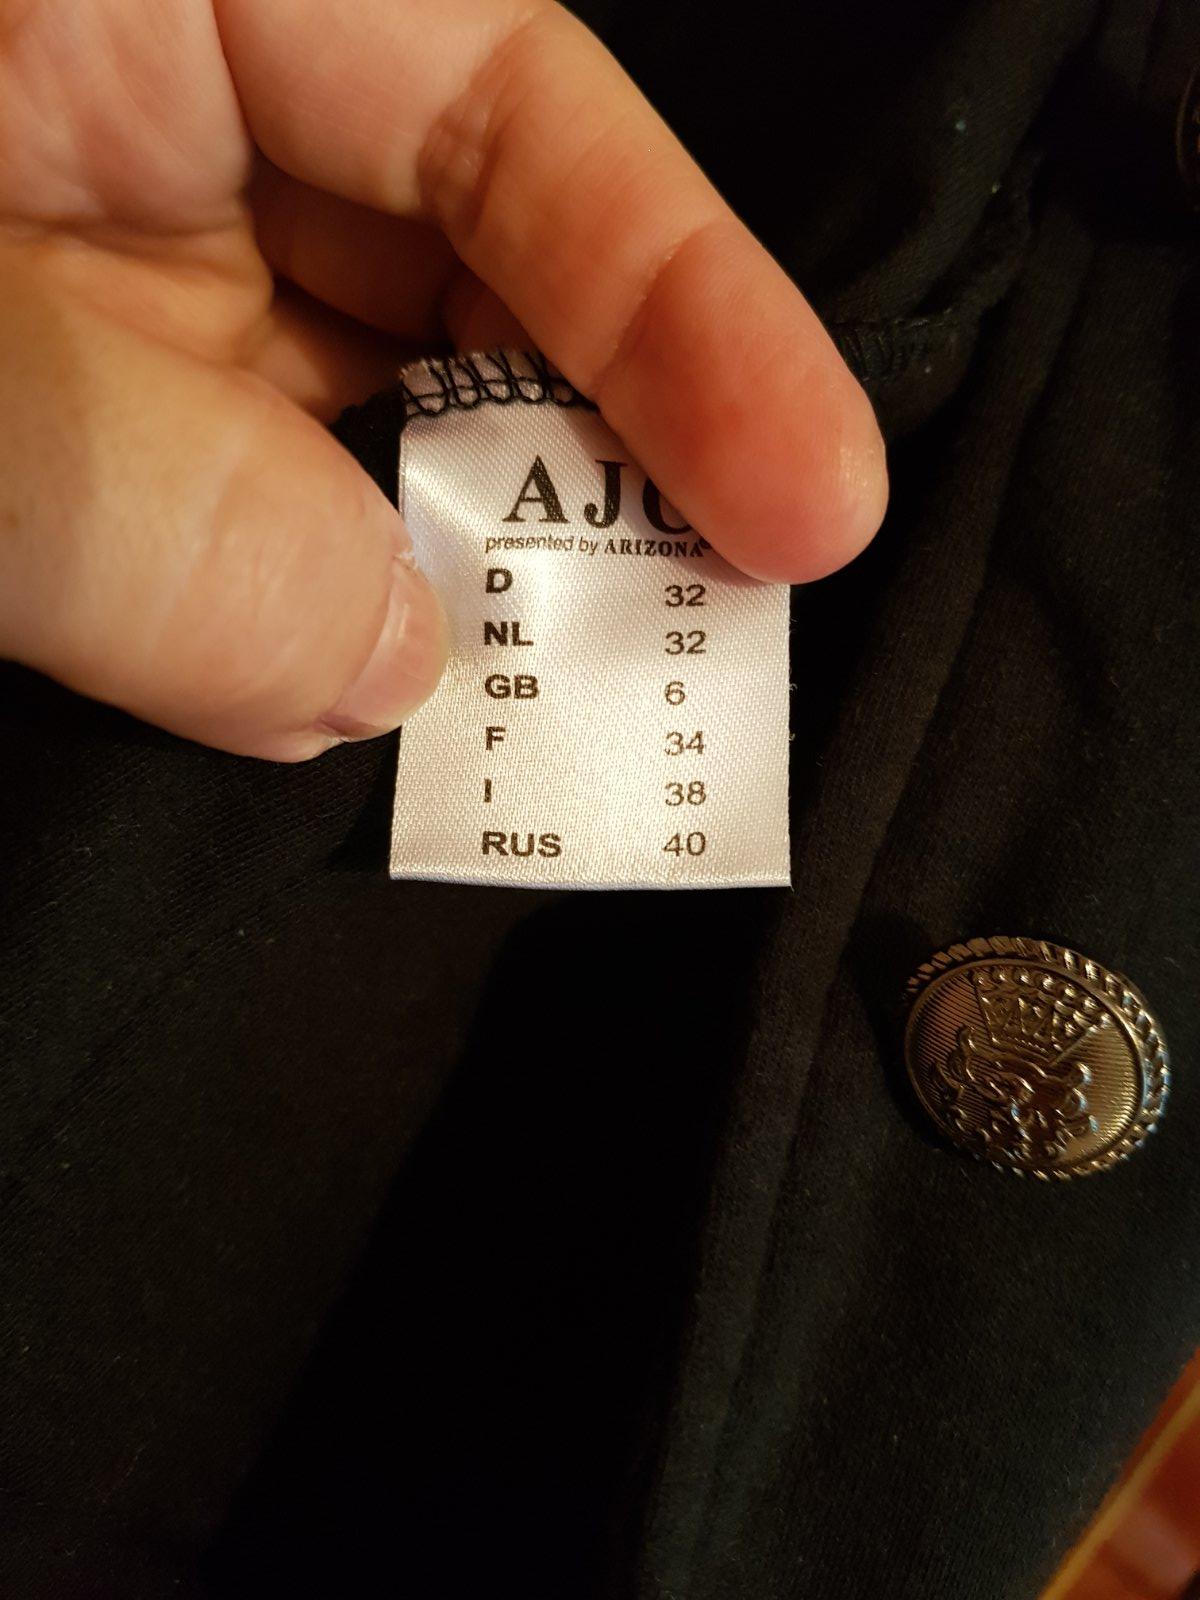 AJC
presented by ARIZONA
D 32
NL 32
GB 6
F 34
I 38
RUS 40